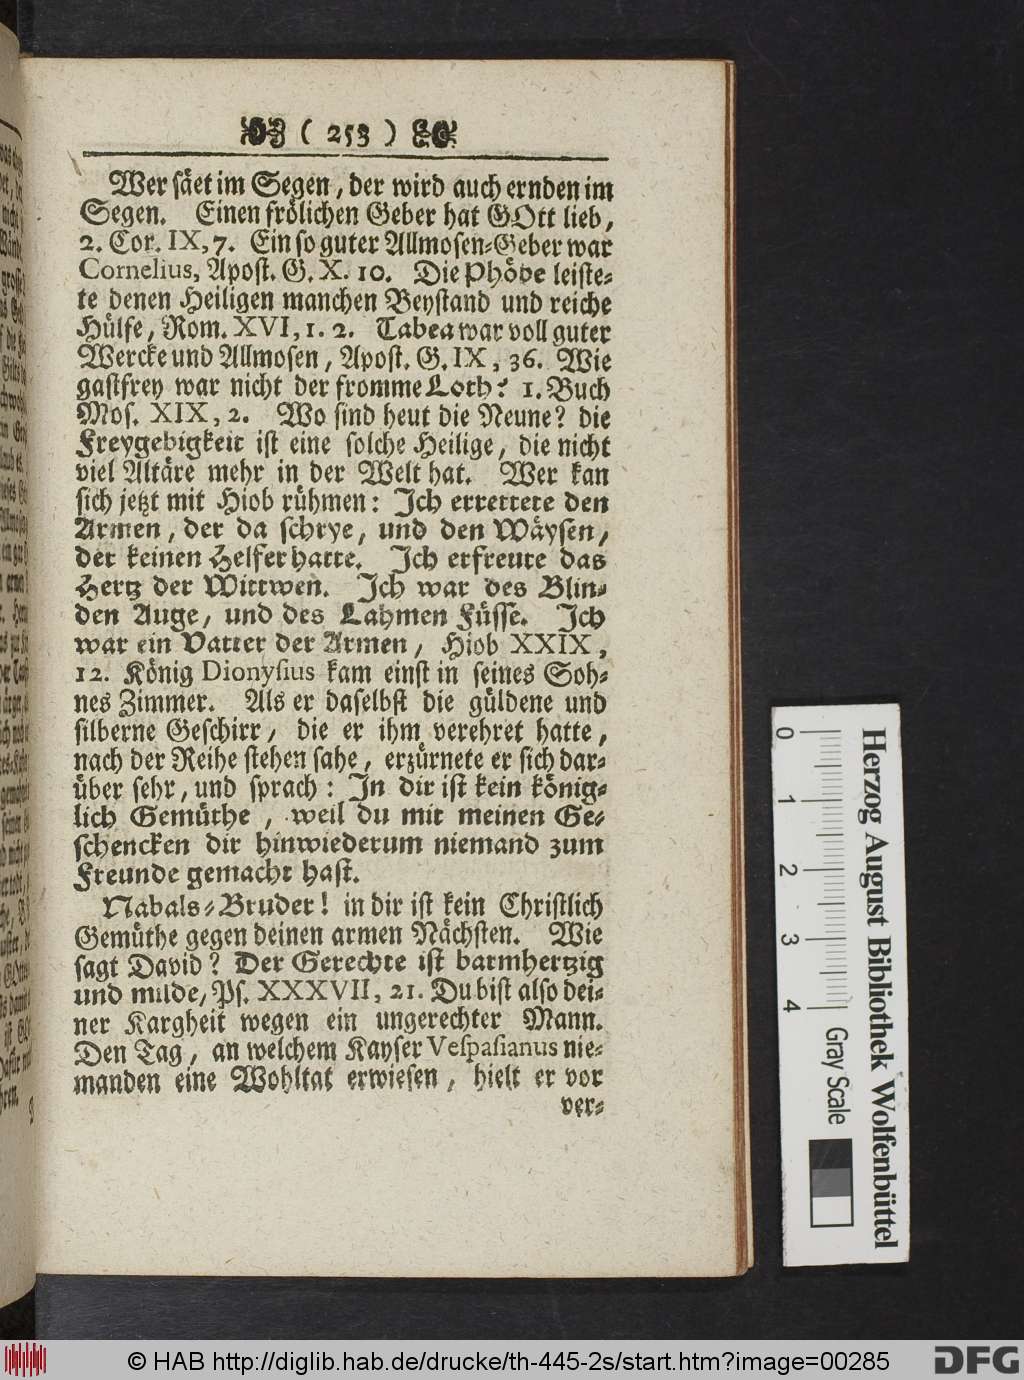 ( 253 )
Wer säet im Segen, der wird auch ernden im
Segen. Einen frölichen Geber hat GOtt lieb,
2. Cor. IX, 7. Ein so guter Allmosen-Geber war
Cornelius, Apost. G. X. 10. Die Phöbe leiste-
te denen Heiligen manchen Beystand und reiche
Hülfe, Rom. XVI, 1. 2. Tabea war voll guter
Wercke und Allmosen, Apost. G. IX, 36. Wie
gastfrey war nicht der fromme Loth? 1. Buch
Mos. XIX, 2. Wo sind heut die Neune? die
Freygebigkeit ist eine solche Heilige, die nicht
viel Altäre mehr in der Welt hat. Wer kan
sich jetzt mit Hiob rühmen: Ich errettete den
Armen, der da schrye, und den Wäysen,
der keinen Helfer hatte. Ich erfreute das
Hertz der Wittwen. Ich war des Blin-
den Auge, und des Lahmen Füsse. Ich
war ein Vatter der Armen, Hiob XXIX,
12. König Dionysius kam einst in seines Soh-
nes Zimmer. Als er daselbst die güldene und
silberne Geschirr, die er ihm verehret hatte,
nach der Reihe stehen sahe, erzürnete er sich dar-
über sehr, und sprach: In dir ist kein könig-
lich Gemüthe, weil du mit meinen Ge-
schencken dir hinwiederum niemand zum
Freunde gemacht hast.
Nabals-Bruder! in dir ist kein Christlich
Gemüthe gegen deinen armen Nächsten. Wie
sagt David? Der Gerechte ist barmhertzig
und milde, Ps. XXXVII, 21. Du bist also dei-
ner Kargheit wegen ein ungerechter Mann.
Den Tag, an welchem Kayser Vespasianus nie-
manden eine Wohltat erwiesen, hielt er vor
ver-
0 1 2 3 4
Gray Scale
Herzog August Bibliothek Wolfenbüttel
© HAB http://diglib.hab.de/drucke/th-445-2s/start.htm?image=00285
DFG